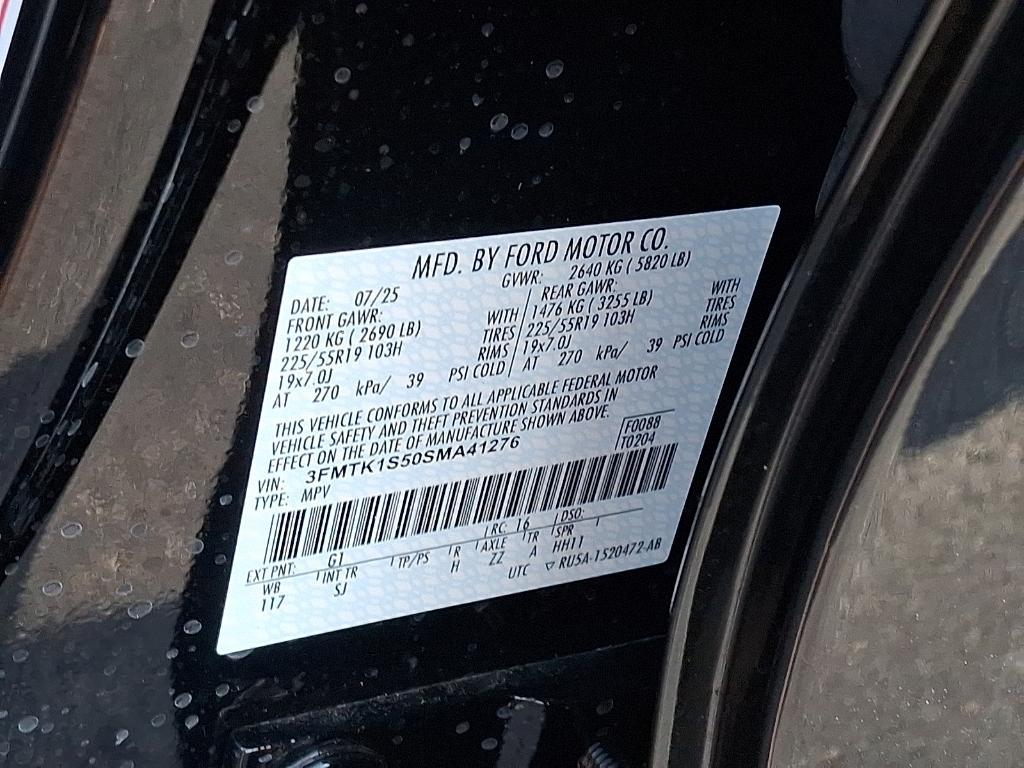 MFD. BY FORD MOTOR CO.
DATE: 07/25 GVWR: 2640 KG ( 5820 LB)
FRONT GAWR: REAR GAWR:
1220 KG ( 2690 LB) WITH 1476 KG ( 3255 LB) WITH
225/55R19 103H TIRES 225/55R19 103H TIRES
19x7.0J RIMS 19x7.0J RIMS
AT 270 kPa/ 39 PSI COLD AT 270 kPa/ 39 PSI COLD
THIS VEHICLE CONFORMS TO ALL APPLICABLE FEDERAL MOTOR
VEHICLE SAFETY AND THEFT PREVENTION STANDARDS IN
EFFECT ON THE DATE OF MANUFACTURE SHOWN ABOVE.
VIN: 3FMTK1S50SMA41276 F0088
TYPE: MPV T0204
EXT PNT: G1 RC: 16 DSO:
WB INT TR TP/PS R AXLE TR SPR
117 SJ H ZZ A HH11
UTC ▽ RU5A-1520472-AB